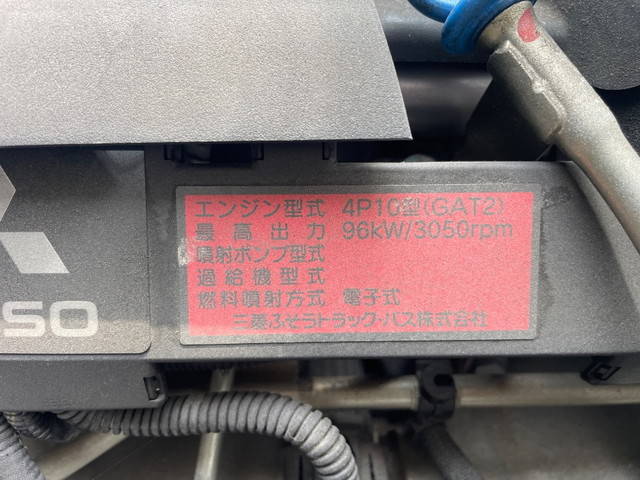 エンジン型式 4P10型(GAT2)
最高出力 96kW/3050rpm
噴射ポンプ型式
過給機型式
燃料噴射方式 電子式
三菱ふそうトラック・バス株式会社
SO